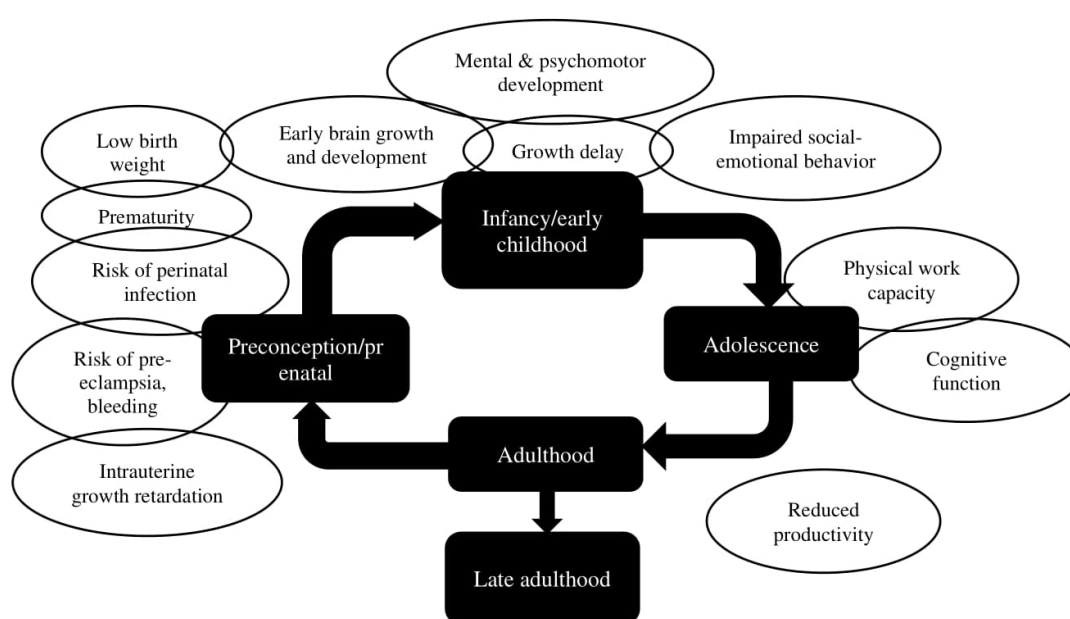 Mental & psychomotor
development
Low birth
weight
Early brain growth
and development
Growth delay
Impaired social-
emotional behavior
Prematurity
Infancy/early
childhood
Risk of perinatal
infection
Physical work
capacity
Preconception/pr
enatal
Adolescence
Risk of pre-
eclampsia,
bleeding
Cognitive
function
Adulthood
Intrauterine
growth retardation
Reduced
productivity
Late adulthood